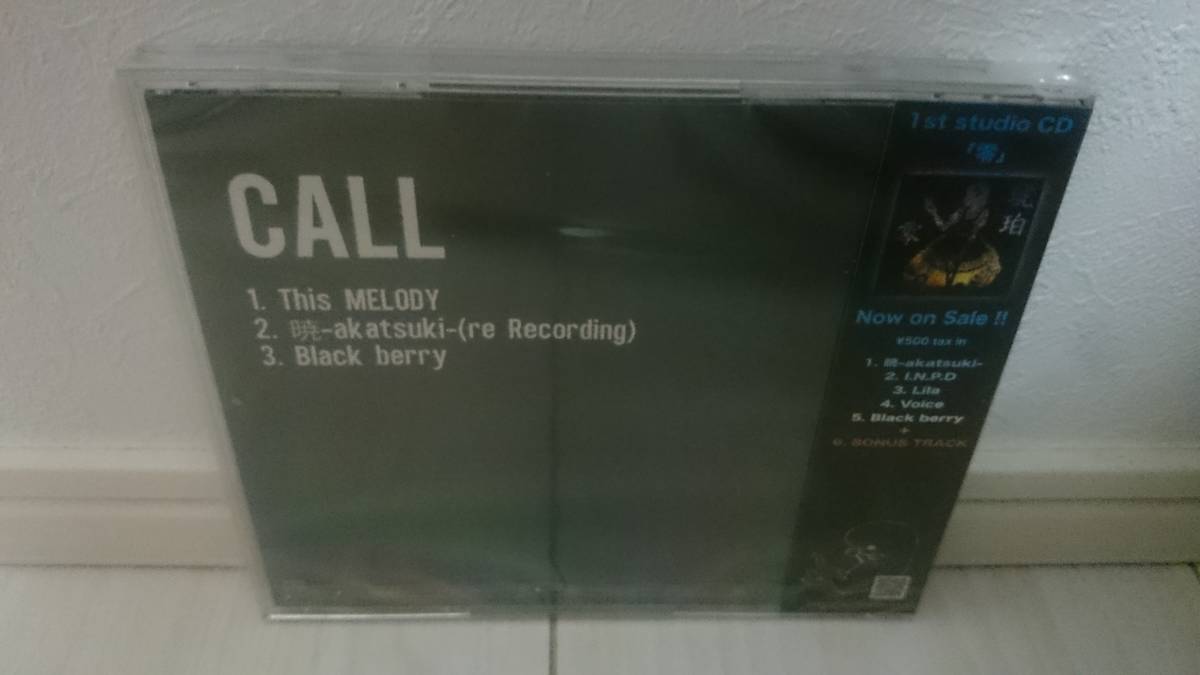 CALL
1. This MELODY
2. 暁-akatsuki-(re Recording)
3. Black berry
1st studio CD
『零』
珀
零
Now on Sale !!
¥500 tax in
1. 暁-akatsuki-
2. I.N.P.D
3. Lila
4. Voice
5. Black berry
+
6. BONUS TRACK